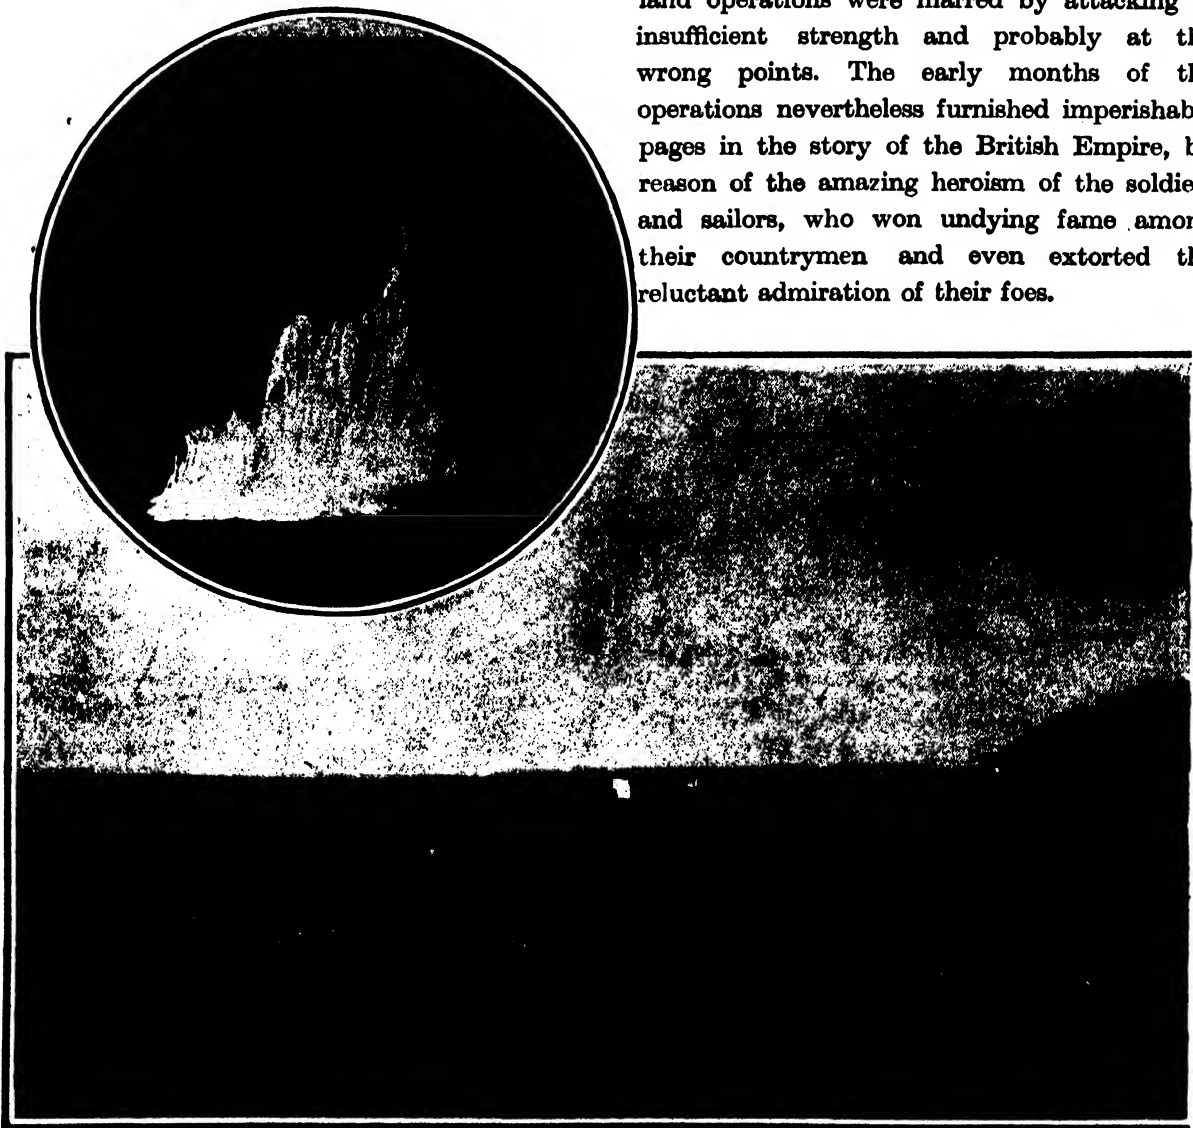 land operations were marred by attacking
insufficient strength and probably at th
wrong points. The early months of th
operations nevertheless furnished imperishab
pages in the story of the British Empire, b
reason of the amazing heroism of the soldie
and sailors, who won undying fame amon
their countrymen and even extorted th
reluctant admiration of their foes.